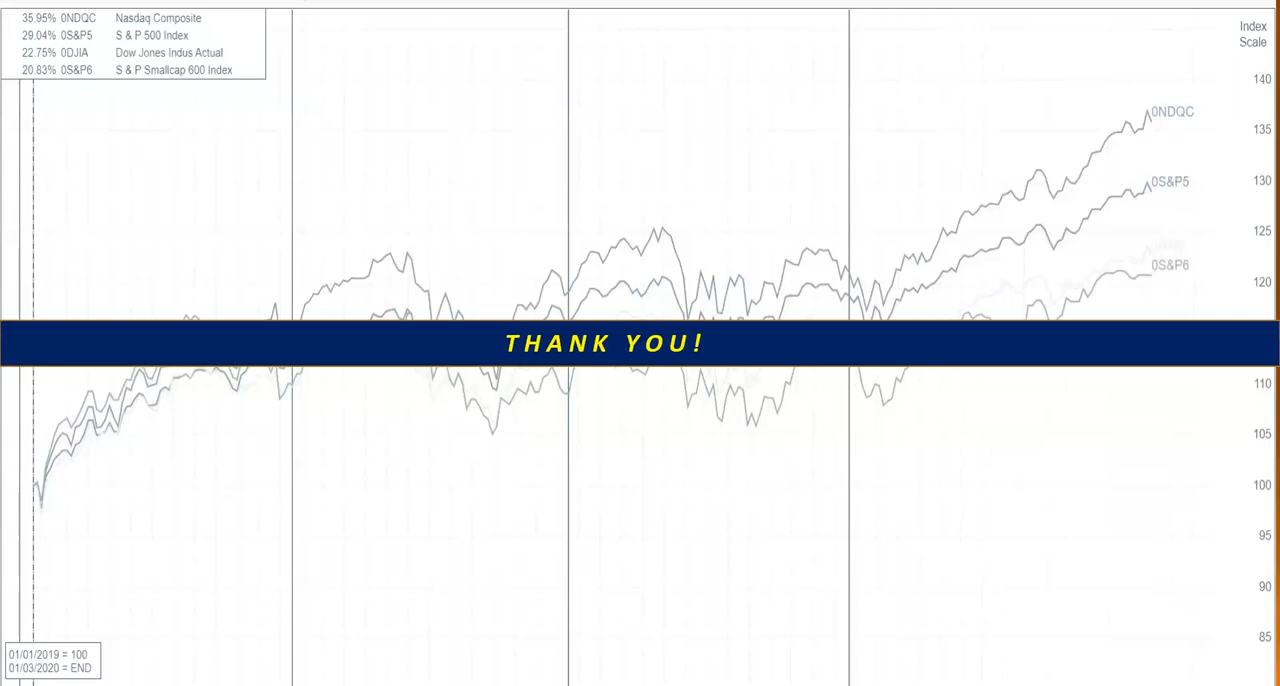 35.95% 0NDQC Nasdaq Composite
29.04% 0S&P5 S & P 500 Index
22.75% 0DJIA Dow Jones Indus Actual
20.83% 0S&P6 S & P Smallcap 600 Index
Index
Scale
140
0NDQC
135
0S&P5
130
125
0S&P6
120
THANK YOU!
110
105
100
95
90
85
01/01/2019 = 100
01/03/2020 = END